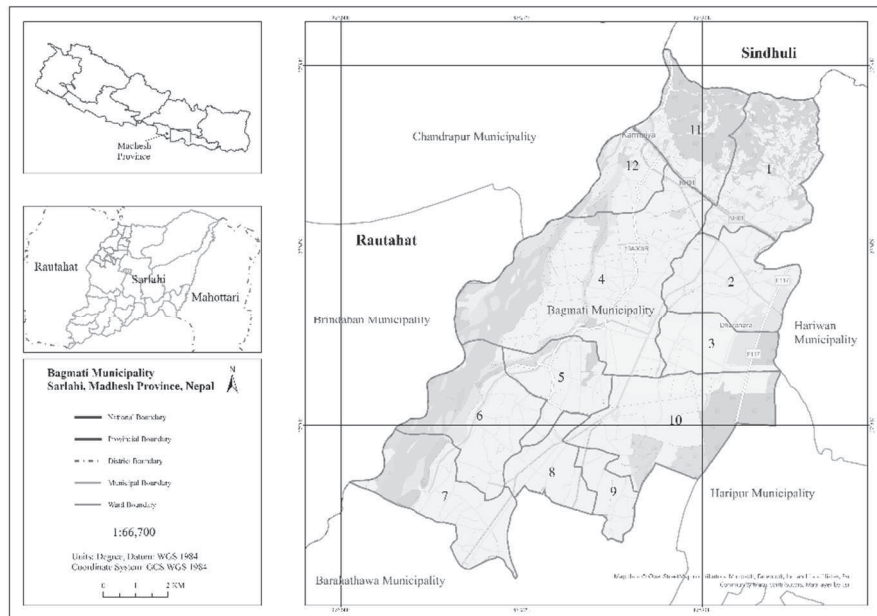 Madhesh
Province
Rautahat
Sarlahi
Mahottari
Bagmati Municipality
Sarlahi, Madhesh Province, Nepal
N
National Boundary
Provincial Boundary
District Boundary
Municipal Boundary
Ward Boundary
1:66,700
Units: Degree, Datum: WGS 1984
Coordinate System: GCS WGS 1984
0 1 2 KM
Sindhuli
Chandrapur Municipality
Karmaiya
11
12
1
Rautahat
4
2
Bagmati Municipality
Brindaban Municipality
Hariwan
Municipality
3
5
6
10
8
7
9
Haripur Municipality
Barahathawa Municipality